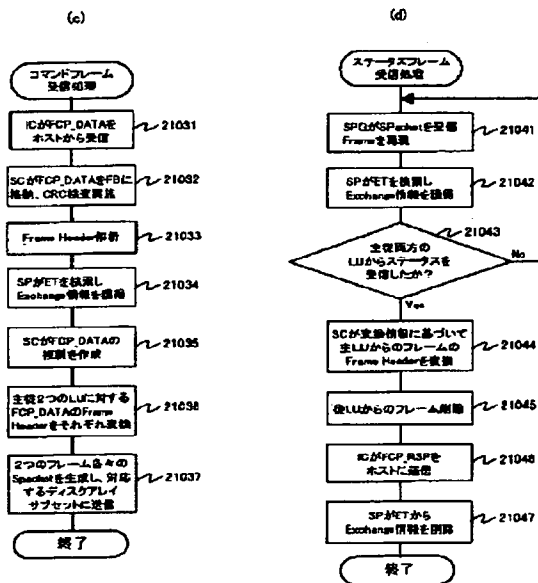 (c)
コマンドフレーム
受信処理
ICがFCP_DATAを
ホストから受信
21031
SCがFCP_DATAをFBに
格納、CRC検査実施
21032
Frame Header解析
21033
SPがETを検索し
Exchange情報を獲得
21034
SCがFCP_DATAの
複製を作成
21035
主従2つのLUに対する
FCP_DATAのFrame
Headerをそれぞれ変換
21036
2つのフレーム各々の
Spacketを生成し、対応
するディスクアレイ
サブセットに送信
21037
終了
(d)
ステータスフレーム
受信処理
SPGがSPacketを受信
Frameを再現
21041
SPがETを検索し
Exchange情報を獲得
21042
21043
主従両方の
LUからステータスを
受信したか?
No
Yes
SCが変換情報に基づいて
主LUからのフレームの
Frame Headerを変換
21044
従LUからのフレーム削除
21045
ICがFCP_RSPを
ホストに送信
21046
SPがETから
Exchange情報を削除
21047
終了